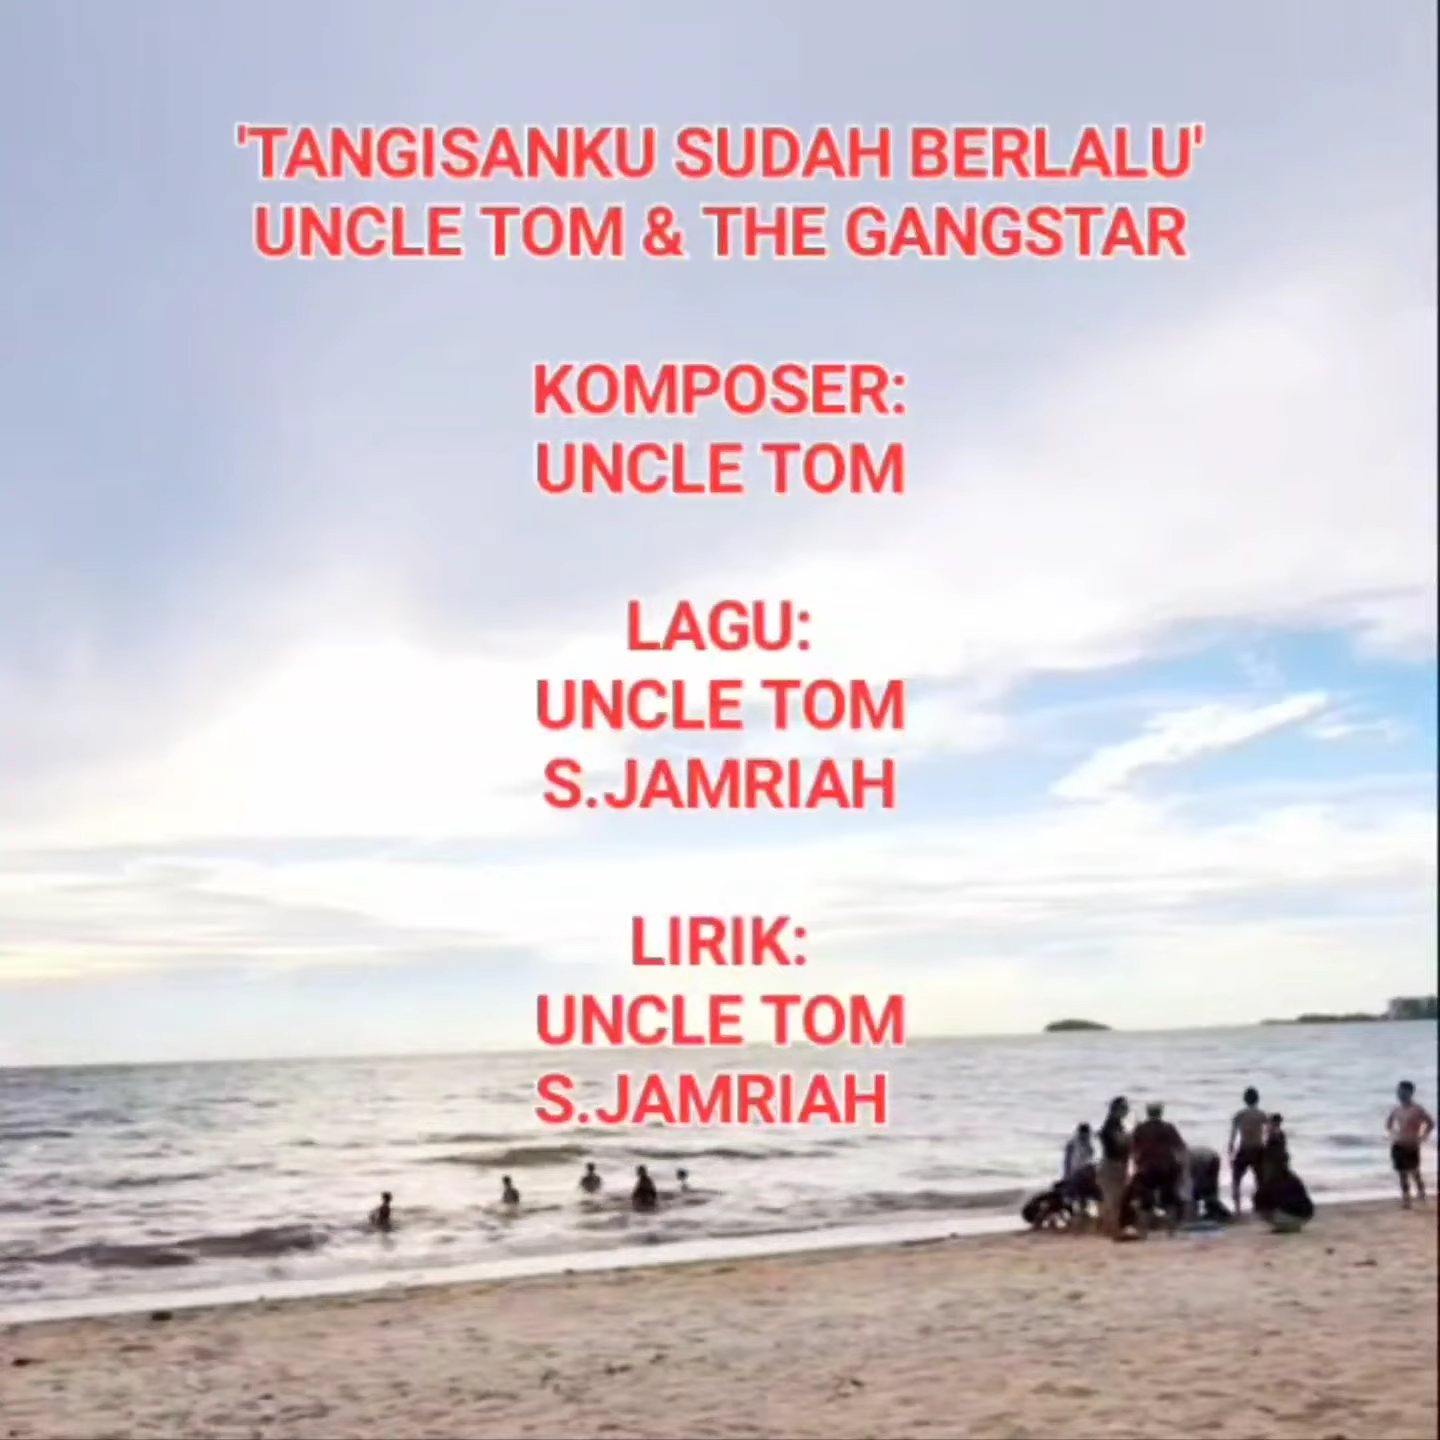 'TANGISANKU SUDAH BERLALU'
UNCLE TOM & THE GANGSTAR
KOMPOSER:
UNCLE TOM
LAGU:
UNCLE TOM
S.JAMRIAH
LIRIK:
UNCLE TOM
S.JAMRIAH